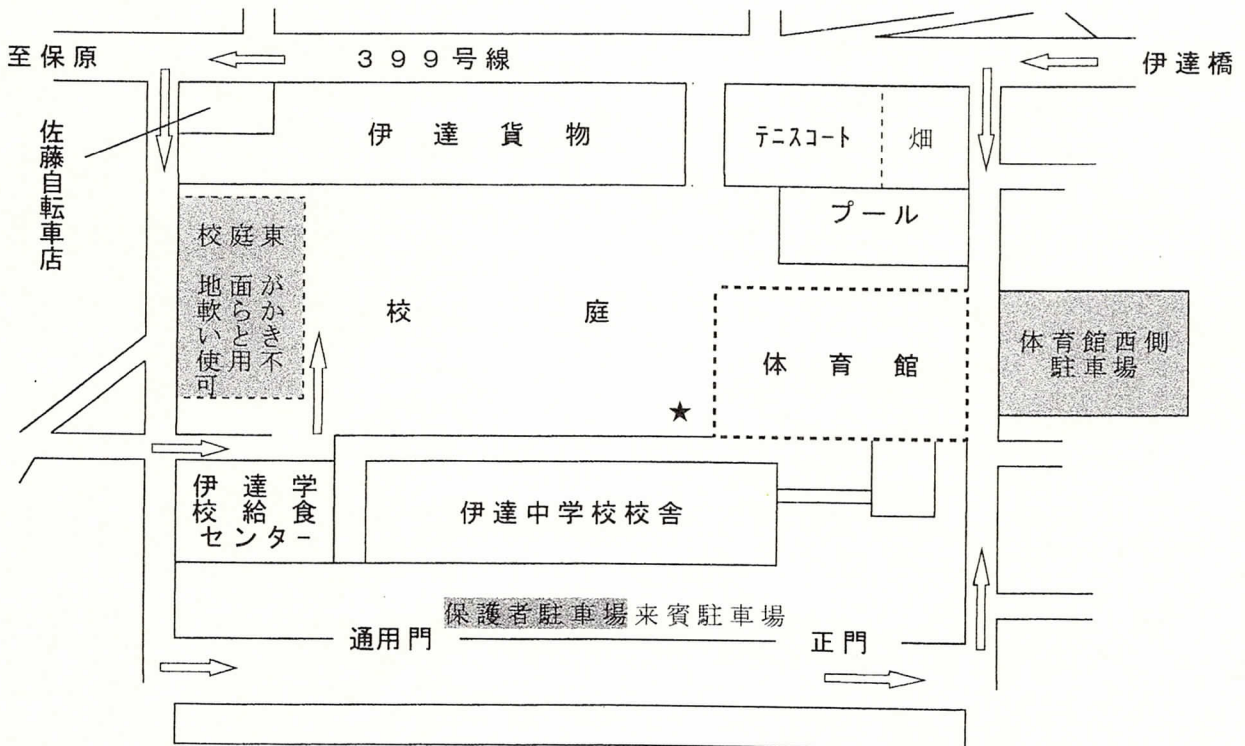 至保原
３９９号線
伊達橋
佐藤自転車店
伊達貨物
テニスコート
畑
プール
校庭東
地面が
軟らか
いと き
使用不
可
校庭
体育館
体育館西側
駐車場
★
伊達学
校給食
センター
伊達中学校校舎
保護者駐車場来賓駐車場
通用門
正門